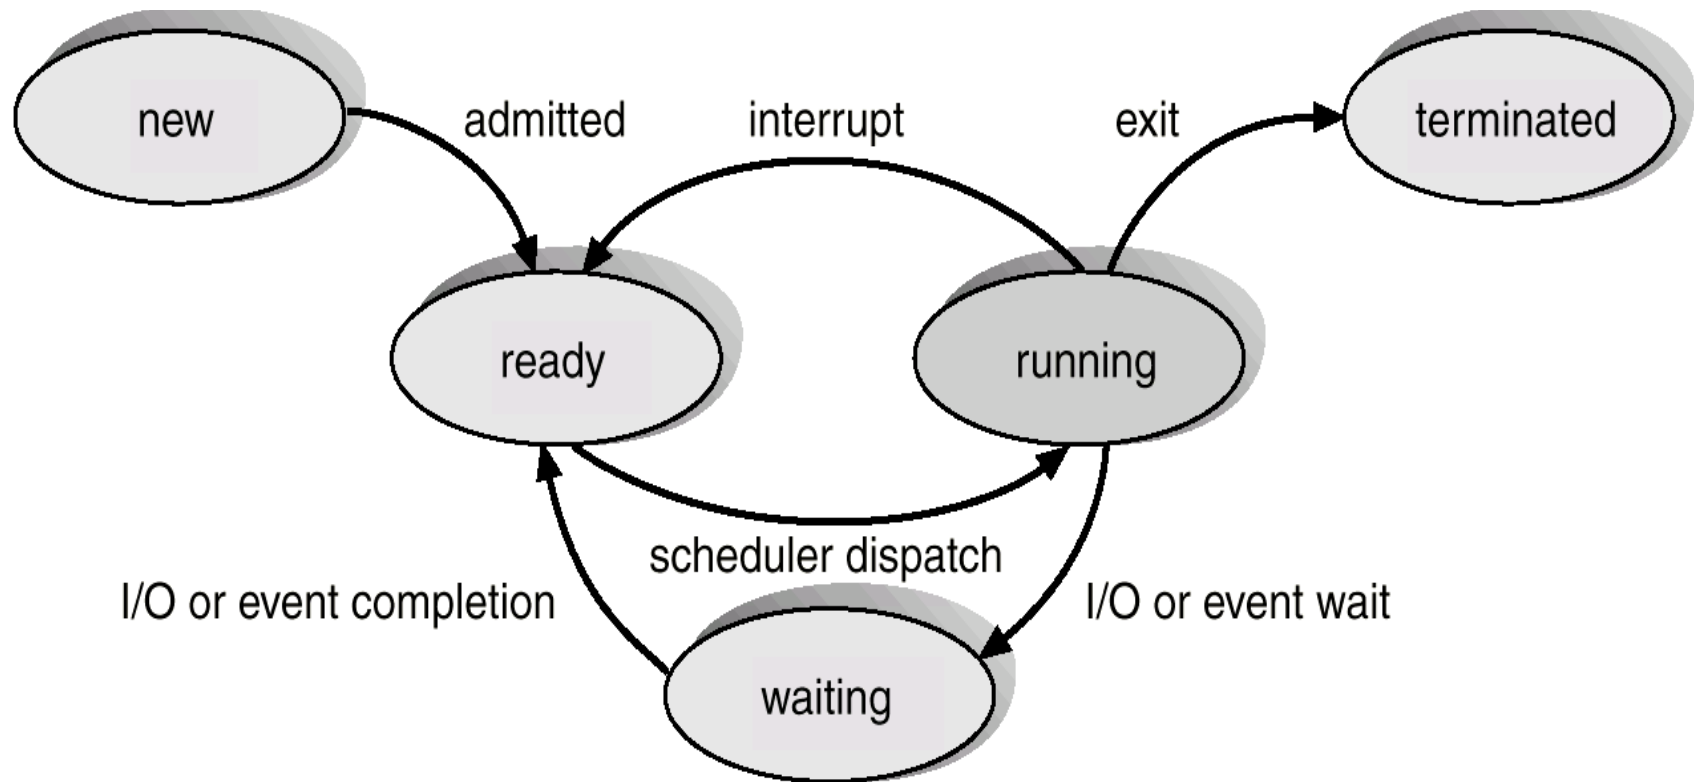 new
admitted
interrupt
exit
terminated
ready
running
scheduler dispatch
I/O or event completion
I/O or event wait
waiting